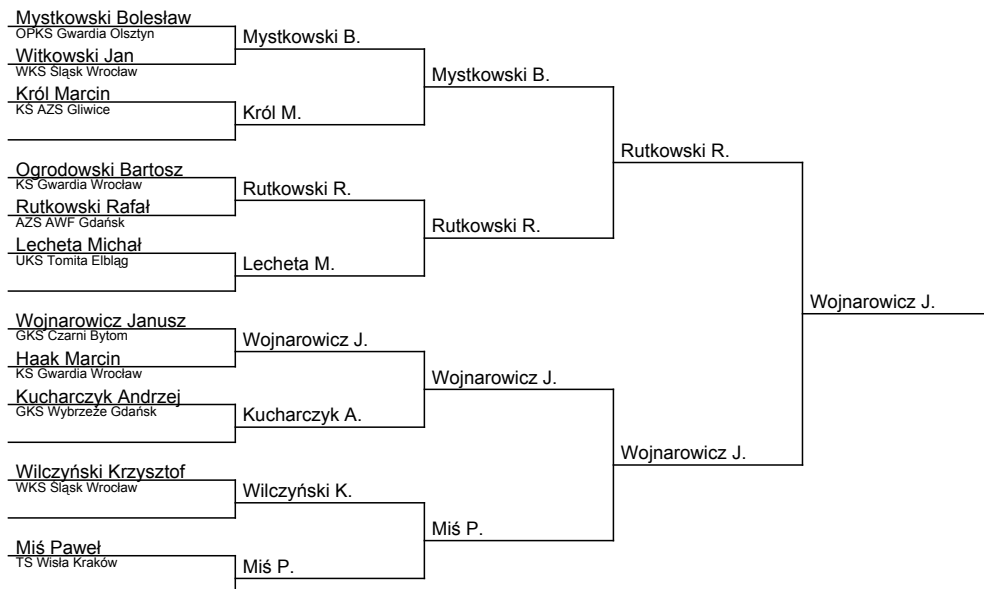 Mystkowski Bolesław
OPKS Gwardia Olsztyn
Mystkowski B.
Witkowski Jan
WKS Śląsk Wrocław
Mystkowski B.
Król Marcin
KŚ AZS Gliwice
Król M.
Rutkowski R.
Ogrodowski Bartosz
KS Gwardia Wrocław
Rutkowski R.
Rutkowski Rafał
AZS AWF Gdańsk
Rutkowski R.
Lecheta Michał
UKS Tomita Elbląg
Lecheta M.
Wojnarowicz J.
Wojnarowicz Janusz
GKS Czarni Bytom
Wojnarowicz J.
Haak Marcin
KS Gwardia Wrocław
Wojnarowicz J.
Kucharczyk Andrzej
GKS Wybrzeże Gdańsk
Kucharczyk A.
Wojnarowicz J.
Wilczyński Krzysztof
WKS Śląsk Wrocław
Wilczyński K.
Miś P.
Miś Paweł
TS Wisła Kraków
Miś P.